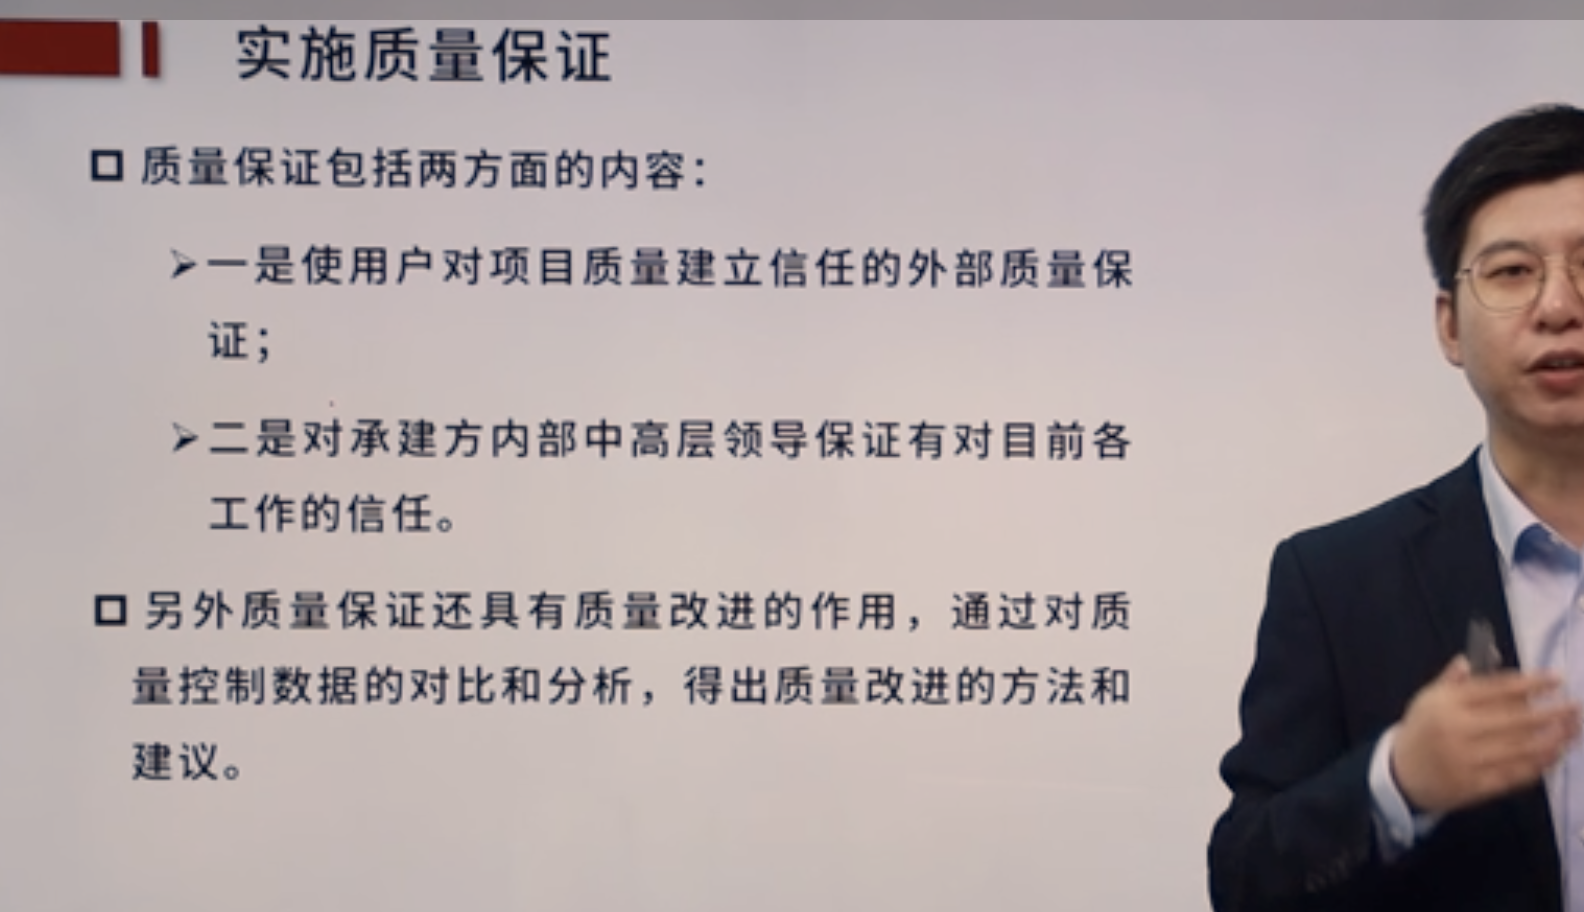 实施质量保证
质量保证包括两方面的内容：
一是使用户对项目质量建立信任的外部质量保
证；
二是对承建方内部中高层领导保证有对目前各
工作的信任。
另外质量保证还具有质量改进的作用，通过对质
量控制数据的对比和分析，得出质量改进的方法和
建议。